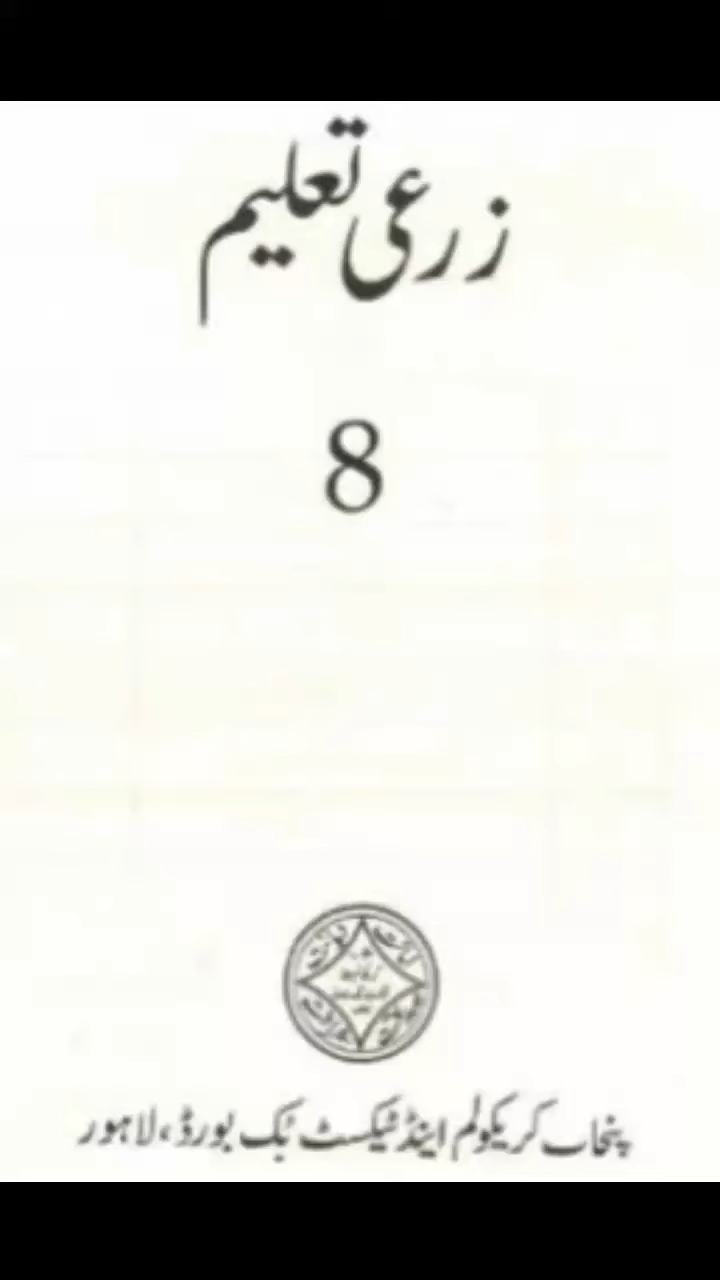 زرعی تعلیم
8
پنجاب کریکولم اینڈ ٹیکسٹ بک بورڈ، لاہور